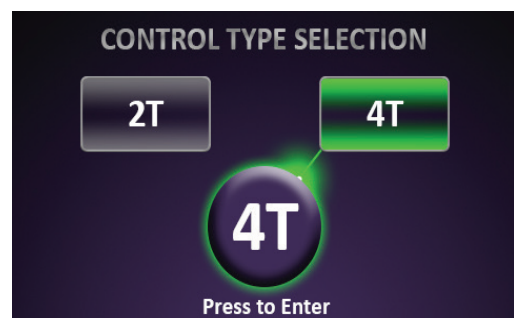 CONTROL TYPE SELECTION
2T 4T
4T
Press to Enter